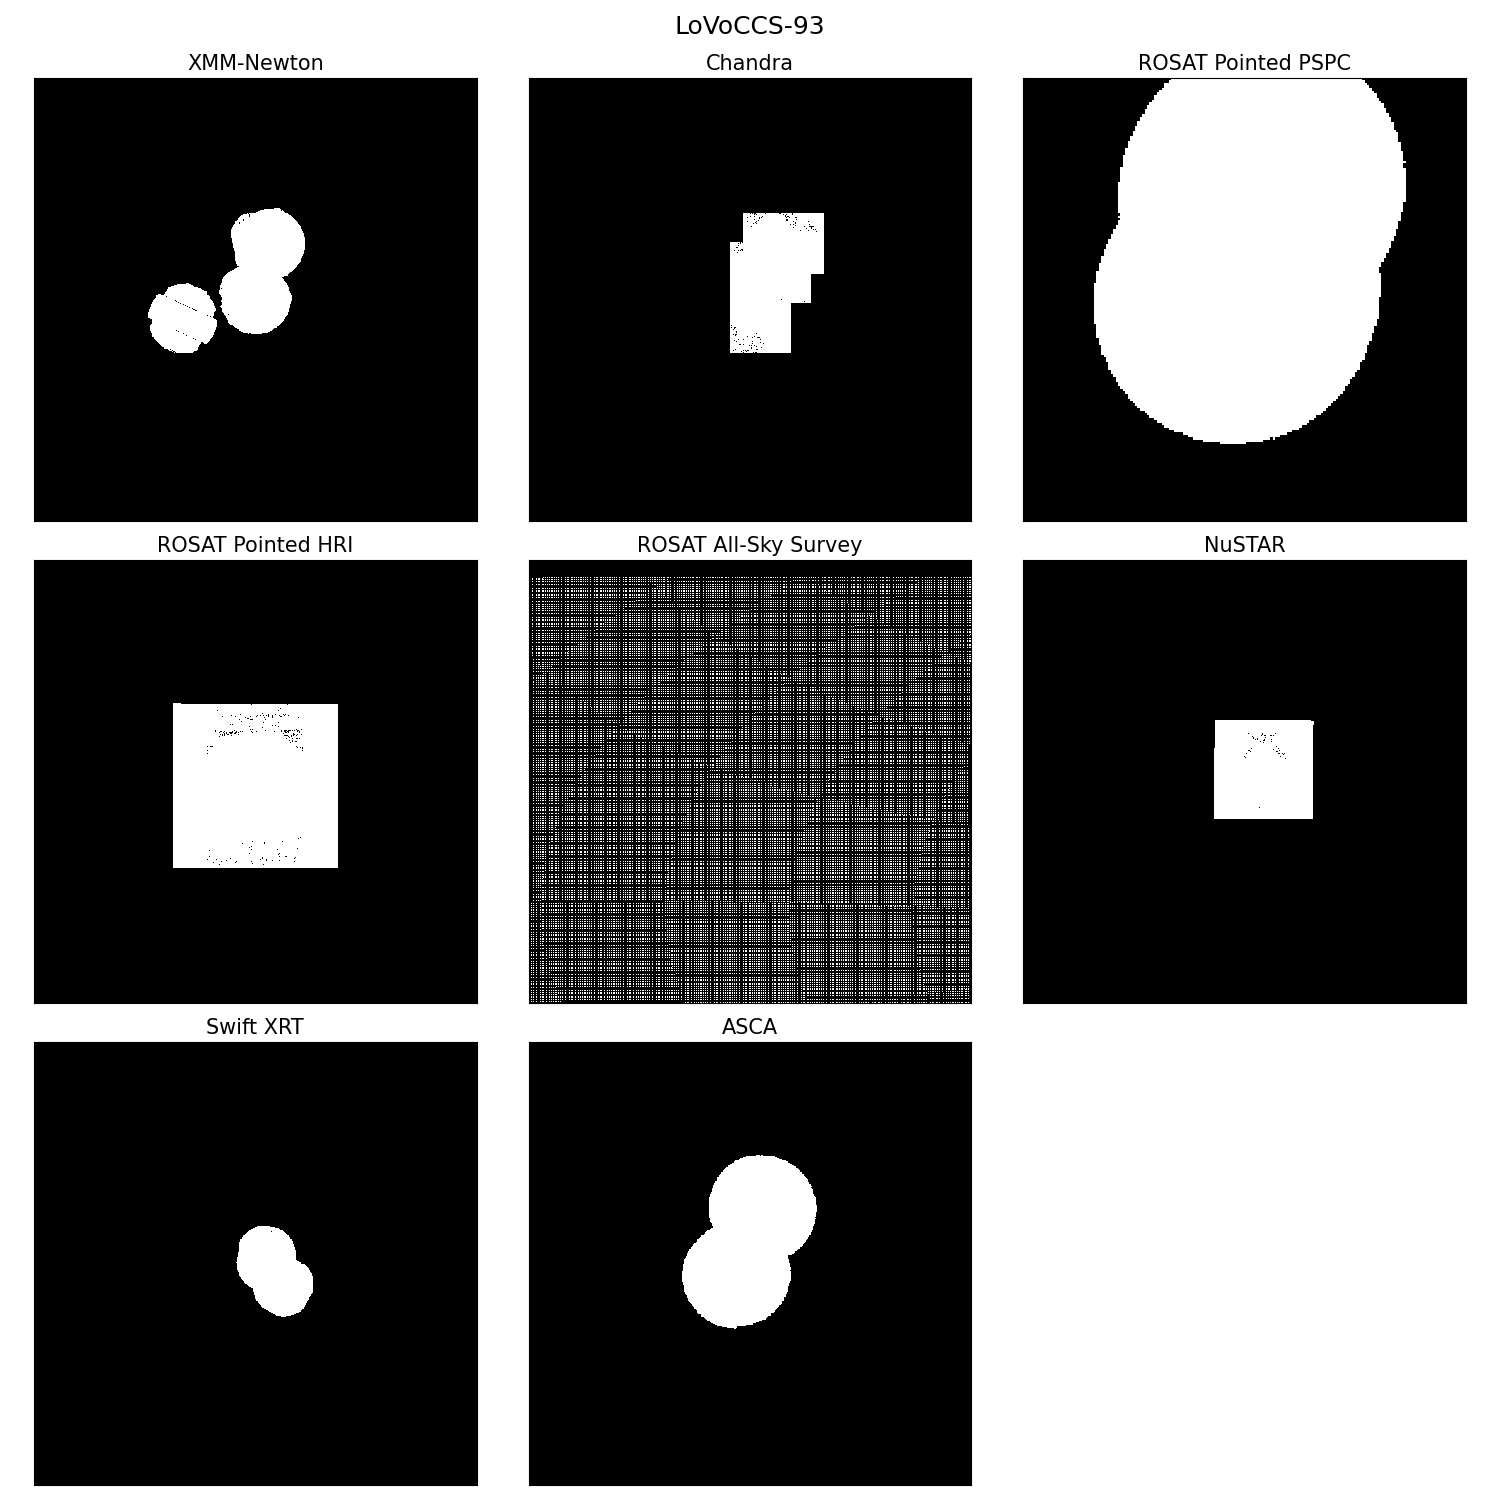 LoVoCCS-93
XMM-Newton
Chandra
ROSAT Pointed PSPC
ROSAT Pointed HRI
ROSAT All-Sky Survey
NuSTAR
Swift XRT
ASCA